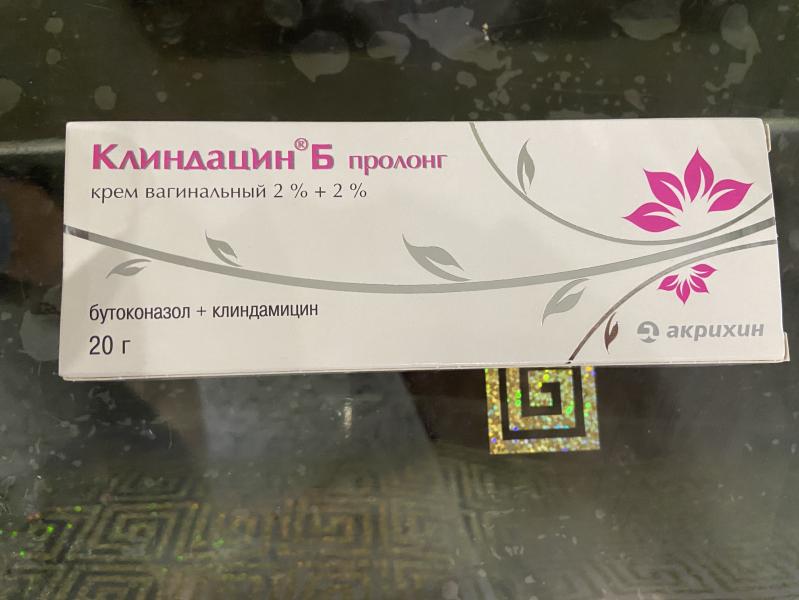 Клиндацин® Б пролонг
крем вагинальный 2 % + 2 %
бутоконазол + клиндамицин
20 г
акрихин